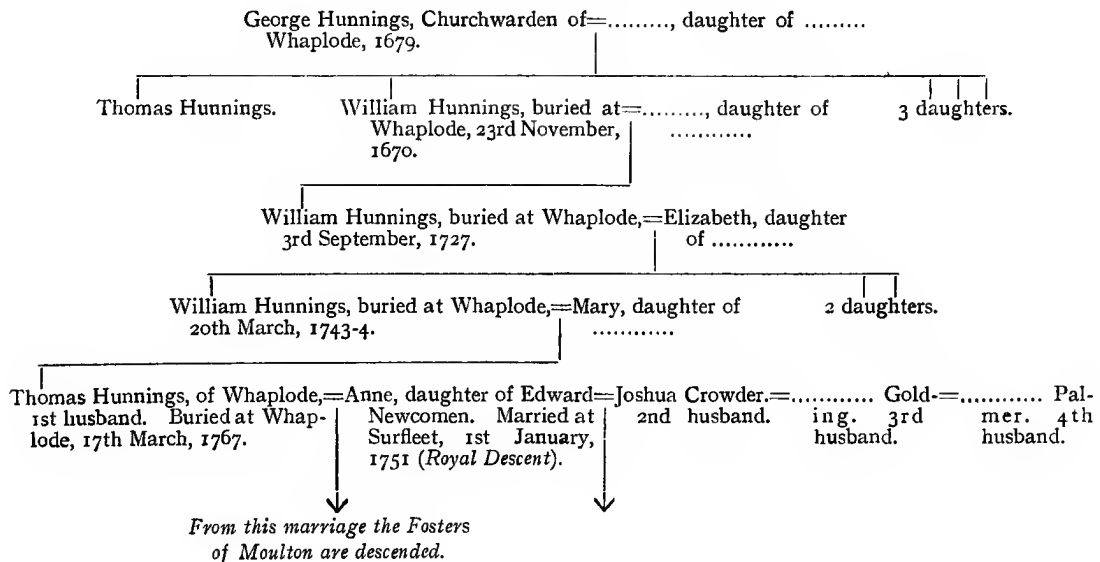 George Hunnings, Churchwarden of=........., daughter of .........
Whaplode, 1679.
Thomas Hunnings.
William Hunnings, buried at=........., daughter of
Whaplode, 23rd November, ............
1670.
3 daughters.
William Hunnings, buried at Whaplode,=Elizabeth, daughter
3rd September, 1727. of ............
William Hunnings, buried at Whaplode,=Mary, daughter of
20th March, 1743-4. ............
2 daughters.
Thomas Hunnings, of Whaplode,=Anne, daughter of Edward=Joshua Crowder.=............ Gold-=............ Pal-
1st husband. Buried at Whap- Newcomen. Married at 2nd husband. ing. 3rd mer. 4th
lode, 17th March, 1767. Surfleet, 1st January, husband. husband.
1751 (Royal Descent).
From this marriage the Fosters
of Moulton are descended.